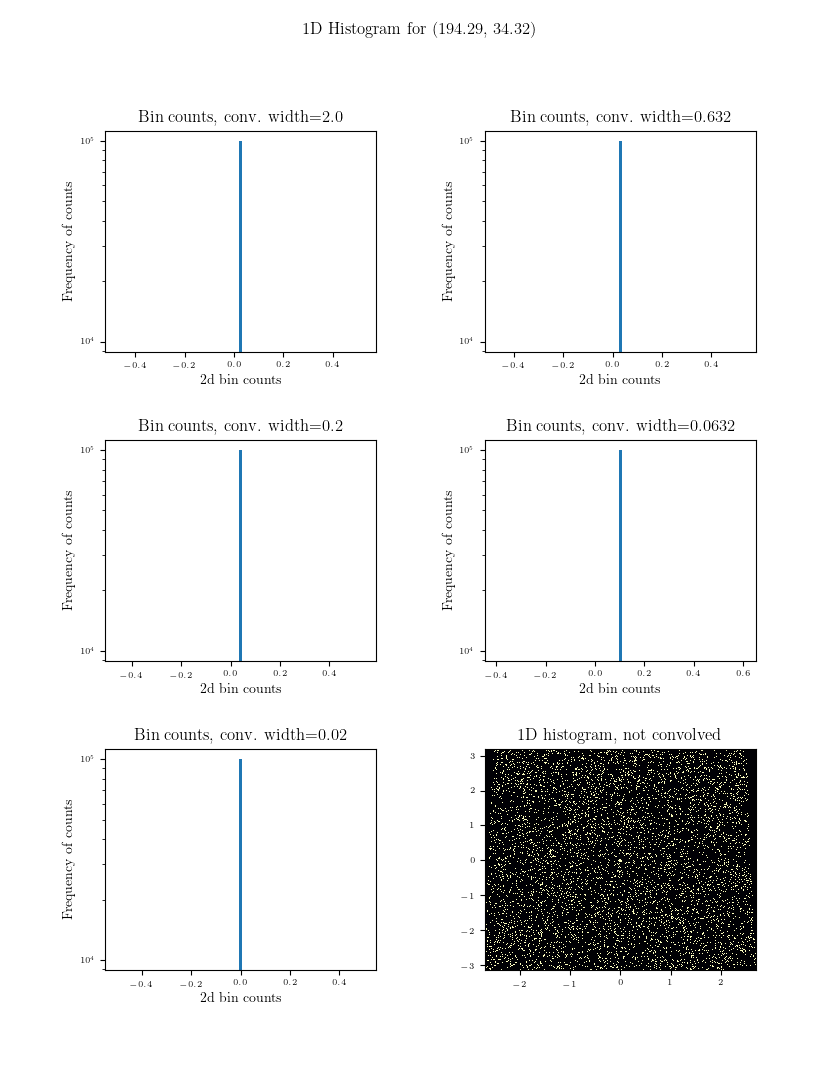 1D Histogram for (194.29, 34.32)
Bin counts, conv. width=2.0
Frequency of counts
10⁵
10⁴
−0.4 −0.2 0.0 0.2 0.4
2d bin counts
Bin counts, conv. width=0.632
Frequency of counts
10⁵
10⁴
−0.4 −0.2 0.0 0.2 0.4
2d bin counts
Bin counts, conv. width=0.2
Frequency of counts
10⁵
10⁴
−0.4 −0.2 0.0 0.2 0.4
2d bin counts
Bin counts, conv. width=0.0632
Frequency of counts
10⁵
10⁴
−0.4 −0.2 0.0 0.2 0.4 0.6
2d bin counts
Bin counts, conv. width=0.02
Frequency of counts
10⁵
10⁴
−0.4 −0.2 0.0 0.2 0.4
2d bin counts
1D histogram, not convolved
3
2
1
0
−1
−2
−3
−2 −1 0 1 2